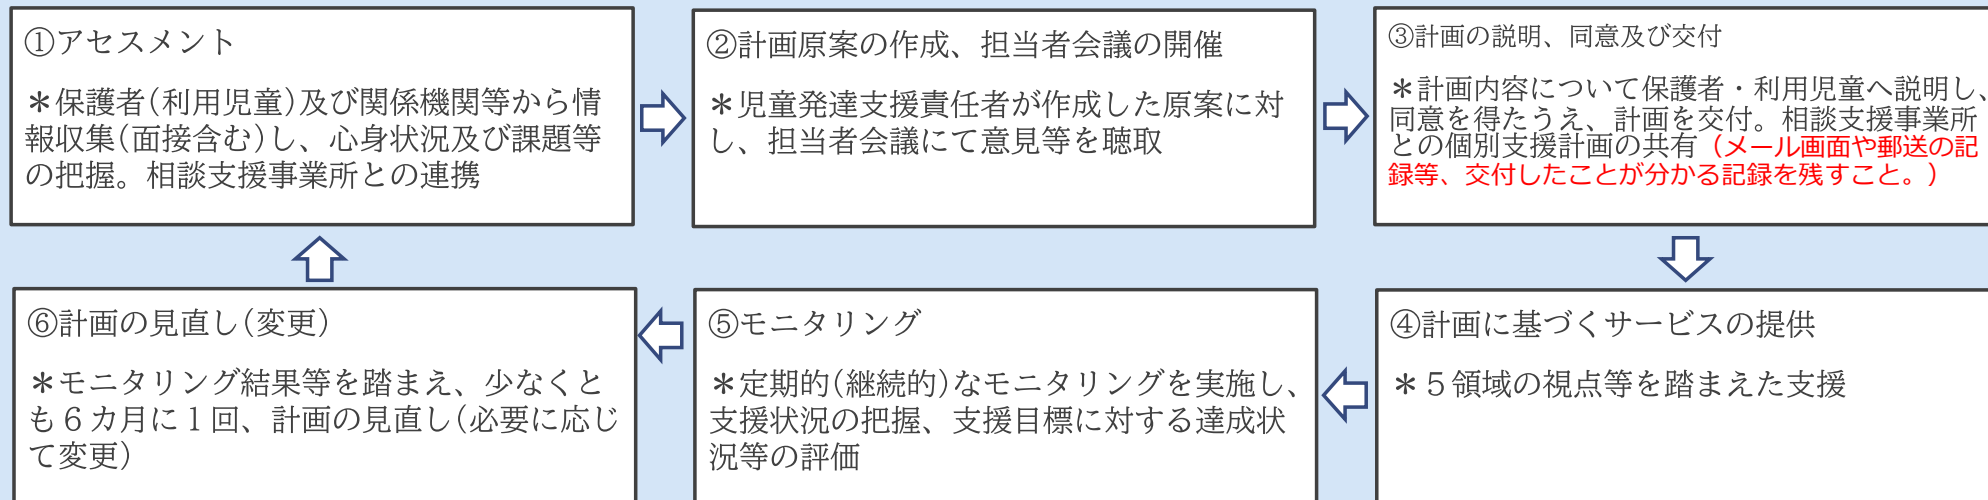 ①アセスメント
＊保護者(利用児童)及び関係機関等から情
報収集(面接含む)し、心身状況及び課題等
の把握。相談支援事業所との連携
②計画原案の作成、担当者会議の開催
＊児童発達支援責任者が作成した原案に対
し、担当者会議にて意見等を聴取
③計画の説明、同意及び交付
＊計画内容について保護者・利用児童へ説明し、
同意を得たうえ、計画を交付。相談支援事業所
との個別支援計画の共有（メール画面や郵送の記
録等、交付したことが分かる記録を残すこと。）
④計画に基づくサービスの提供
＊５領域の視点等を踏まえた支援
⑤モニタリング
＊定期的(継続的)なモニタリングを実施し、
支援状況の把握、支援目標に対する達成状
況等の評価
⑥計画の見直し(変更)
＊モニタリング結果等を踏まえ、少なくと
も６カ月に１回、計画の見直し(必要に応じ
て変更)